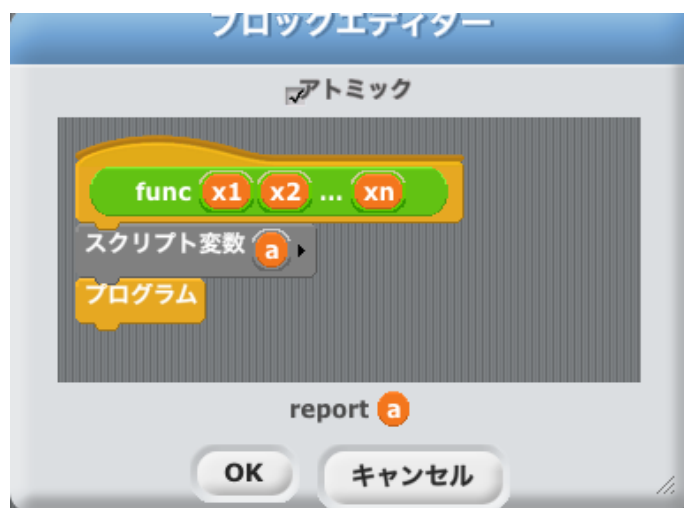 ブロックエディター
アトミック
func x1 x2 ... xn
スクリプト変数 a
プログラム
report a
OK キャンセル